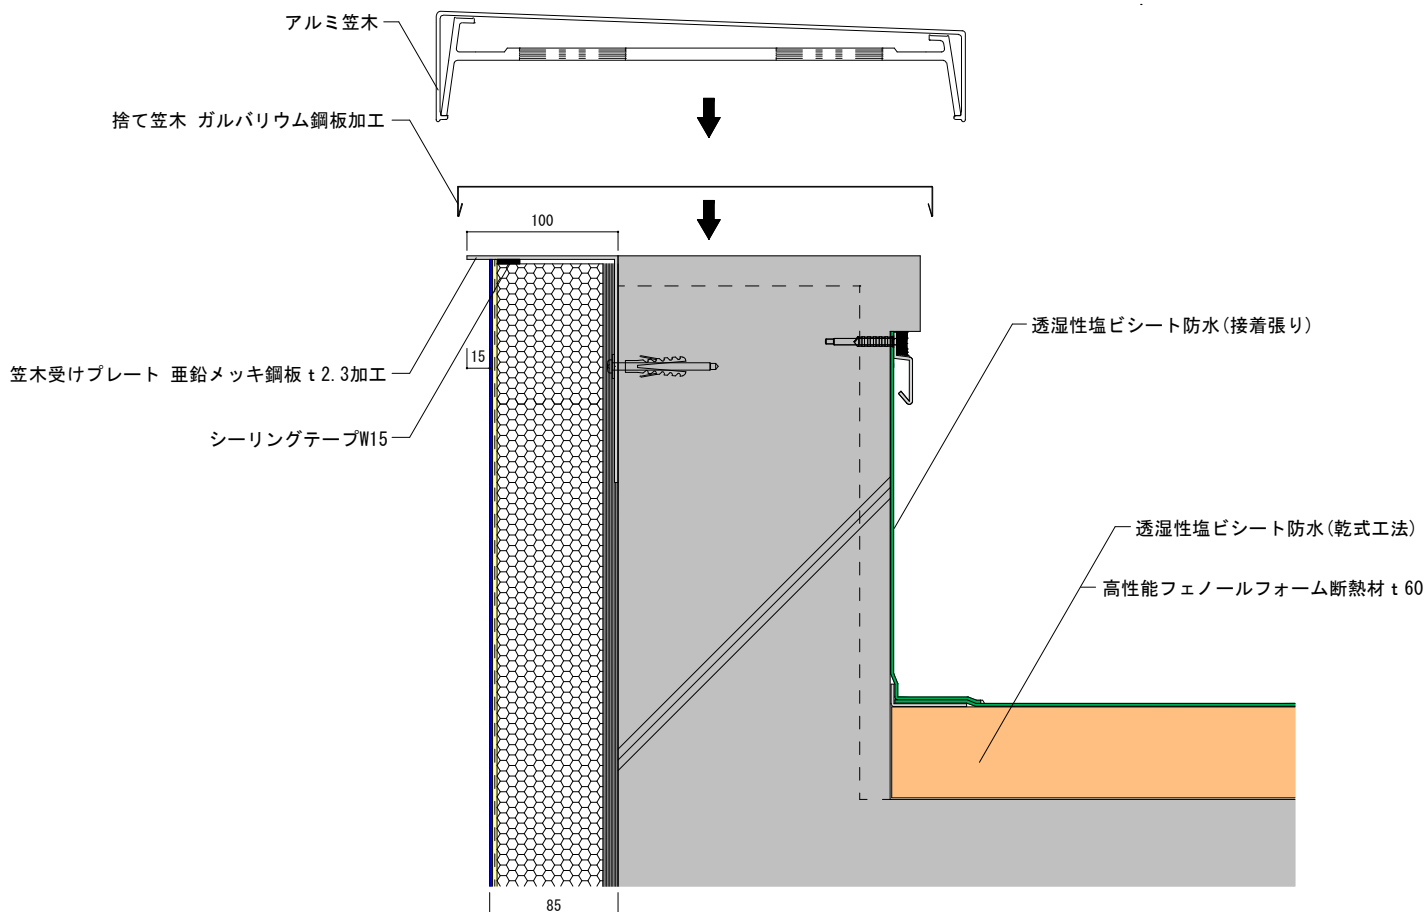 アルミ笠木
捨て笠木 ガルバリウム鋼板加工
100
透湿性塩ビシート防水(接着張り)
15
笠木受けプレート 亜鉛メッキ鋼板t2.3加工
シーリングテープW15
透湿性塩ビシート防水(乾式工法)
高性能フェノールフォーム断熱材t60
85